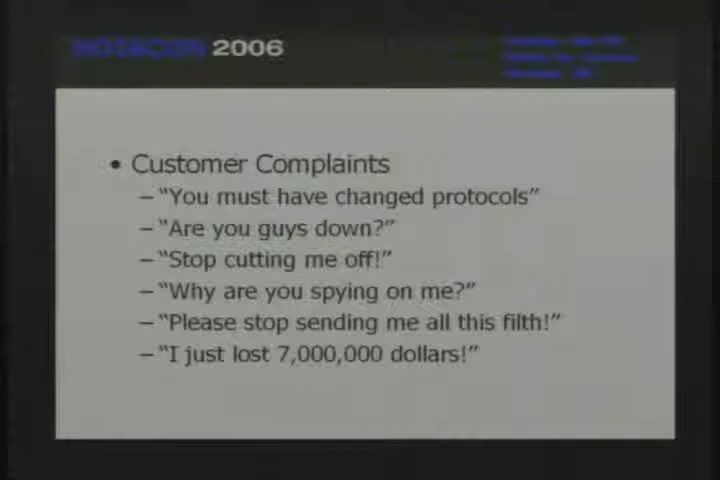 NOTACON 2006
• Customer Complaints
– “You must have changed protocols”
– “Are you guys down?”
– “Stop cutting me off!”
– “Why are you spying on me?”
– “Please stop sending me all this filth!”
– “I just lost 7,000,000 dollars!”